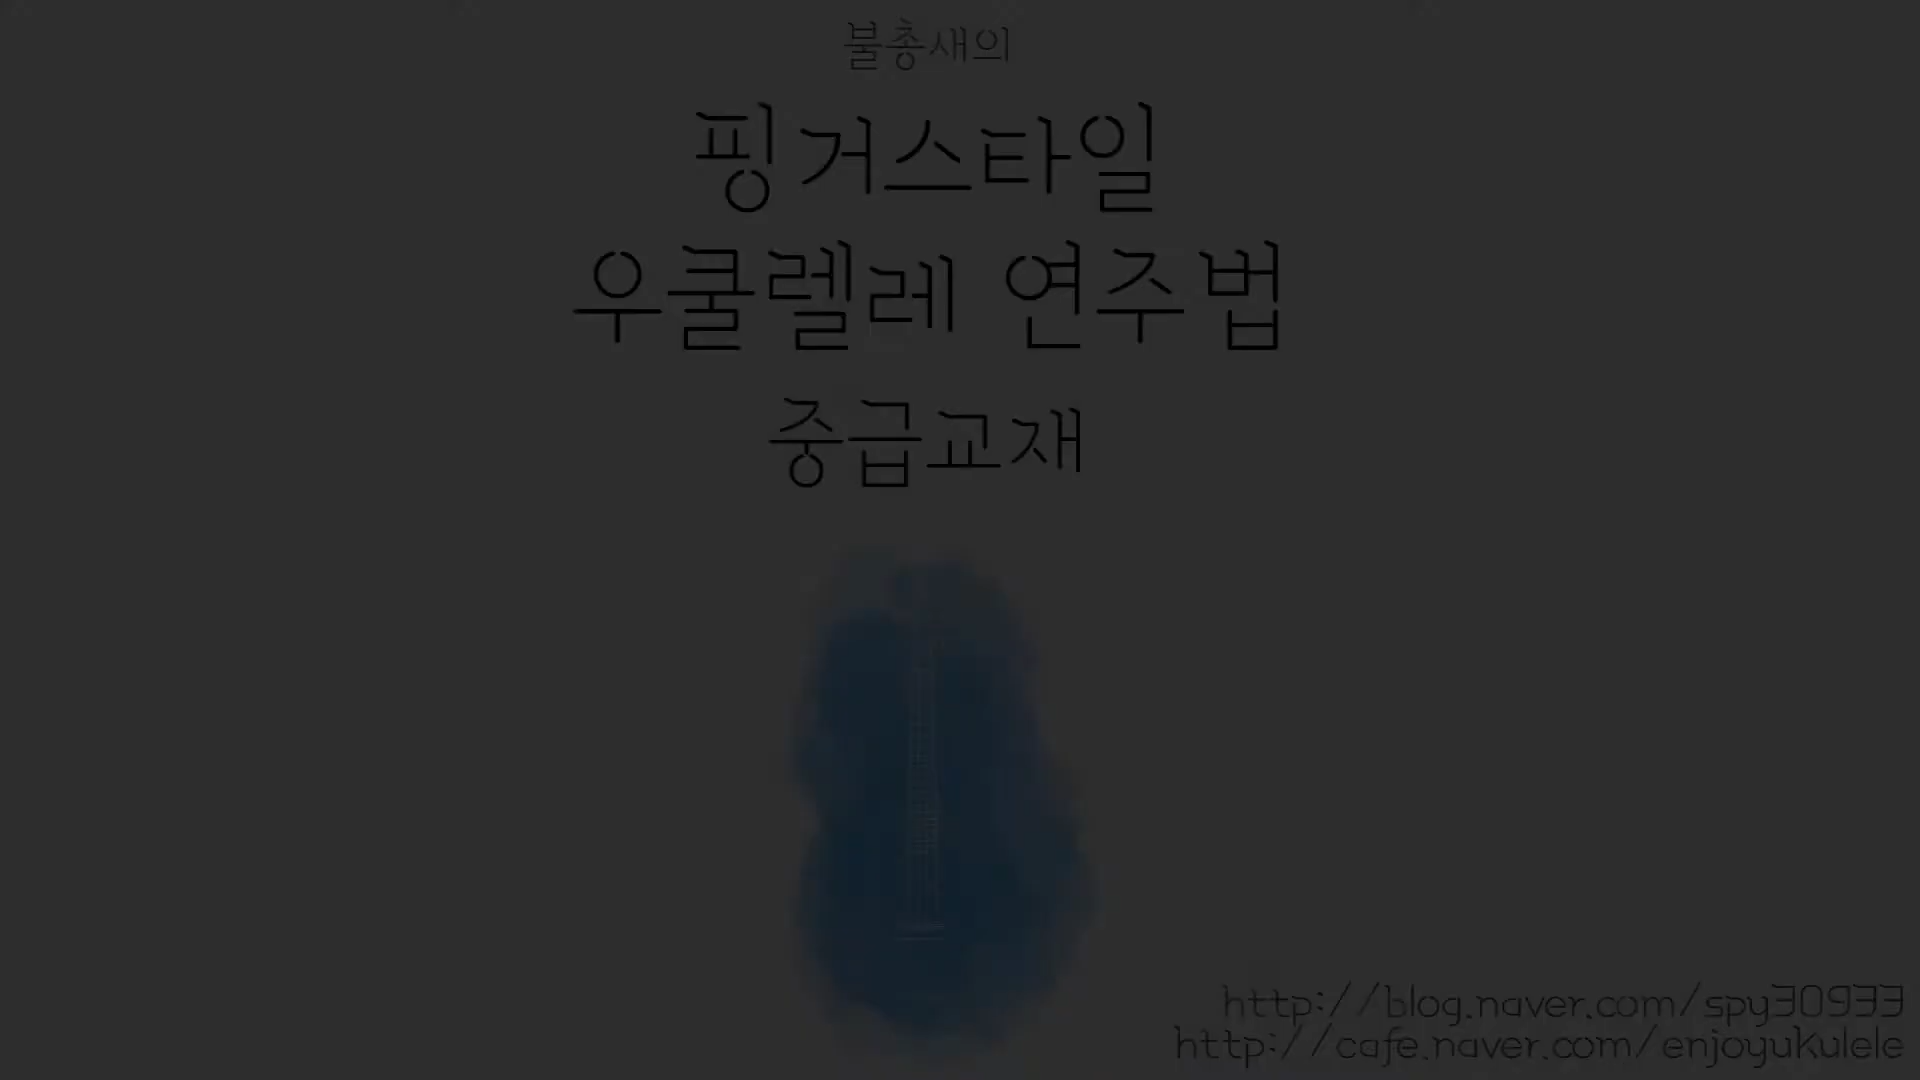 불총새의
핑거스타일
우쿨렐레 연주법
중급교재
http://blog.naver.com/spy30933
http://cafe.naver.com/enjoyukulele